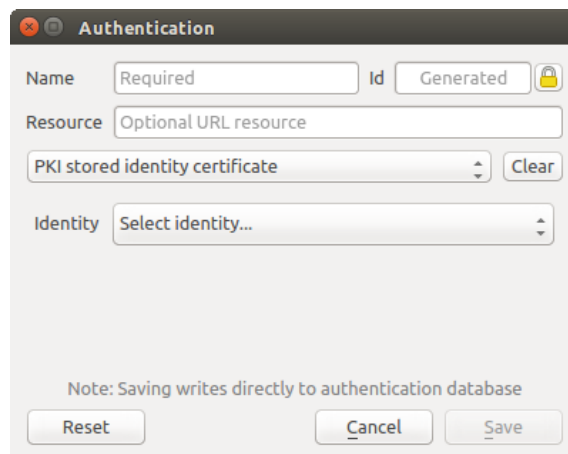 Authentication
Name Required Id Generated
Resource Optional URL resource
PKI stored identity certificate Clear
Identity Select identity...
Note: Saving writes directly to authentication database
Reset Cancel Save